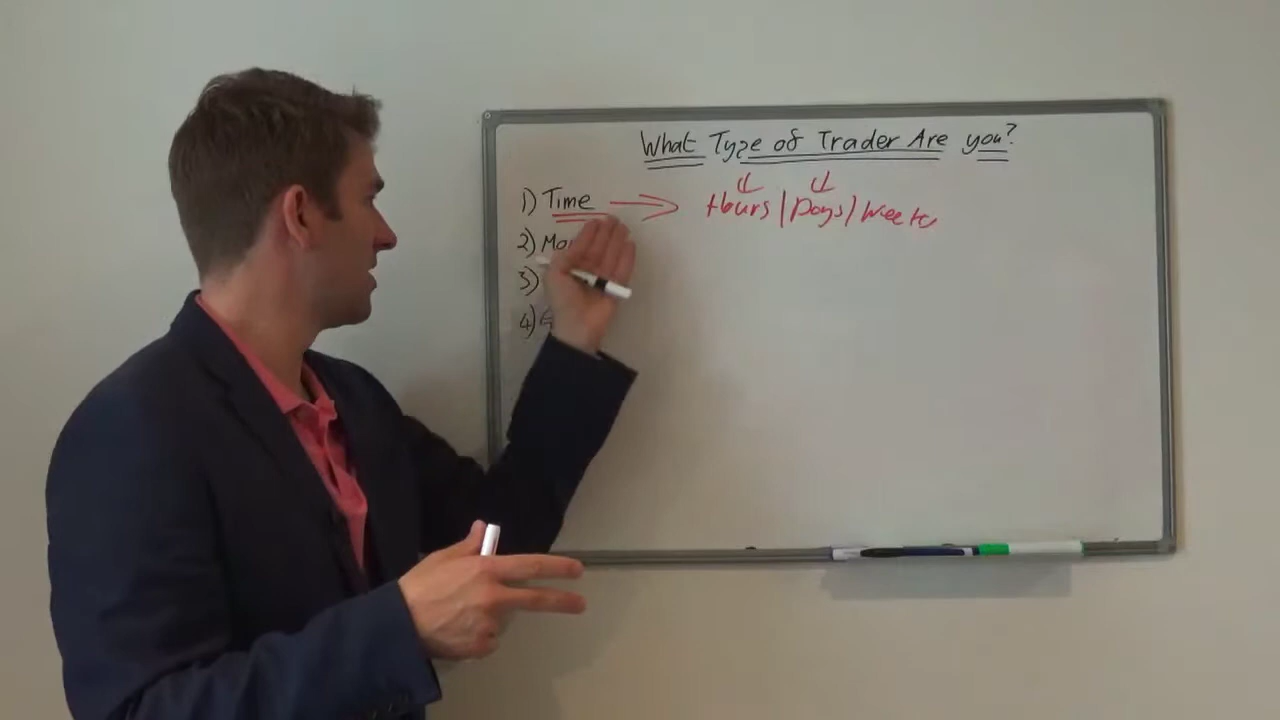 What Type of Trader Are you?
1) Time → Hours | Days | Weeks
2)
3)
4)